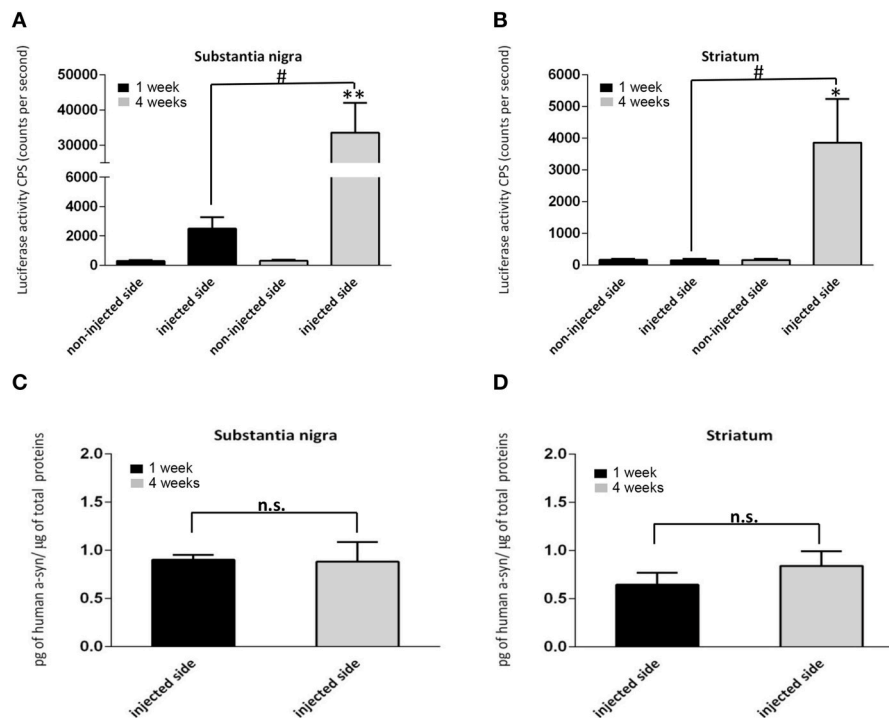 A
Substantia nigra
Luciferase activity CPS (counts per second)
50000
40000
30000
6000
4000
2000
0
1 week
4 weeks
#
**
non-injected side
injected side
non-injected side
injected side
B
Striatum
Luciferase activity CPS (counts per second)
6000
5000
4000
3000
2000
1000
0
1 week
4 weeks
#
*
non-injected side
injected side
non-injected side
injected side
C
Substantia nigra
pg of human a-syn/ µg of total proteins
2.0
1.5
1.0
0.5
0.0
1 week
4 weeks
n.s.
injected side
injected side
D
Striatum
pg of human a-syn/ µg of total proteins
2.0
1.5
1.0
0.5
0.0
1 week
4 weeks
n.s.
injected side
injected side